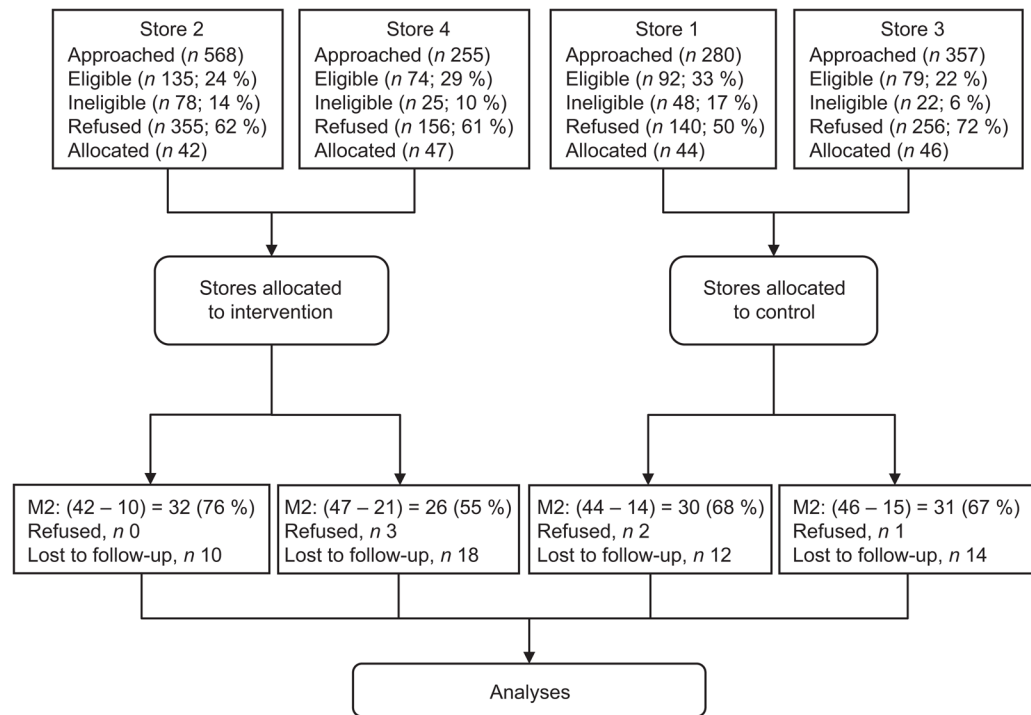 Store 2
Approached (n 568)
Eligible (n 135; 24 %)
Ineligible (n 78; 14 %)
Refused (n 355; 62 %)
Allocated (n 42)
Store 4
Approached (n 255)
Eligible (n 74; 29 %)
Ineligible (n 25; 10 %)
Refused (n 156; 61 %)
Allocated (n 47)
Store 1
Approached (n 280)
Eligible (n 92; 33 %)
Ineligible (n 48; 17 %)
Refused (n 140; 50 %)
Allocated (n 44)
Store 3
Approached (n 357)
Eligible (n 79; 22 %)
Ineligible (n 22; 6 %)
Refused (n 256; 72 %)
Allocated (n 46)
Stores allocated
to intervention
Stores allocated
to control
M2: (42 – 10) = 32 (76 %)
Refused, n 0
Lost to follow-up, n 10
M2: (47 – 21) = 26 (55 %)
Refused, n 3
Lost to follow-up, n 18
M2: (44 – 14) = 30 (68 %)
Refused, n 2
Lost to follow-up, n 12
M2: (46 – 15) = 31 (67 %)
Refused, n 1
Lost to follow-up, n 14
Analyses